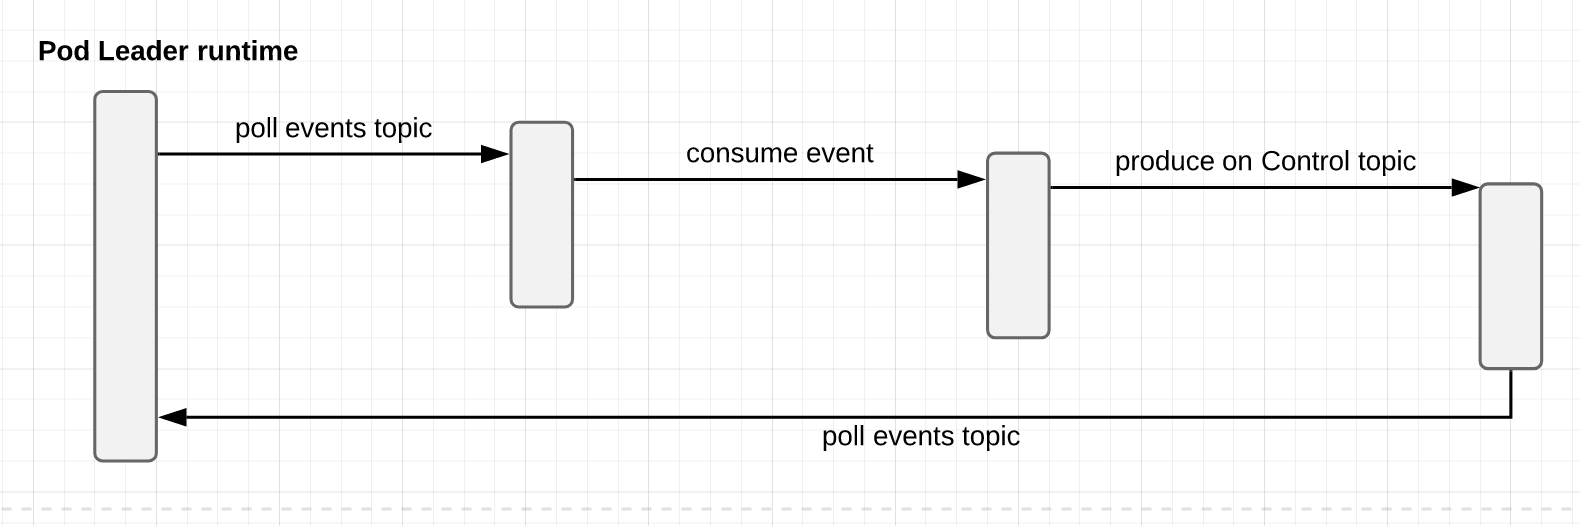 Pod Leader runtime
poll events topic
consume event
produce on Control topic
poll events topic